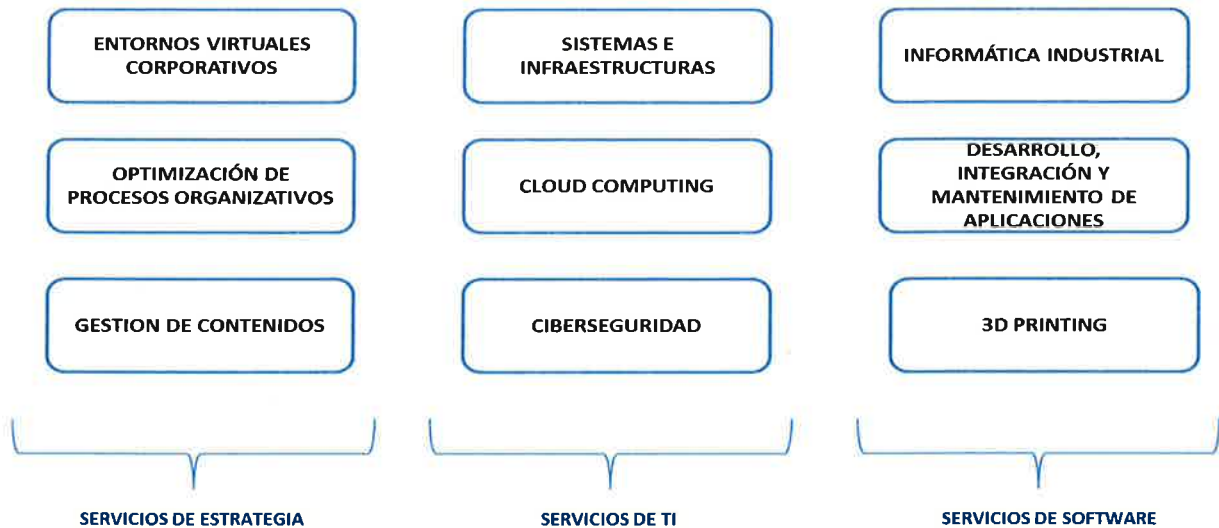 ENTORNOS VIRTUALES
CORPORATIVOS
SISTEMAS E
INFRAESTRUCTURAS
INFORMÁTICA INDUSTRIAL
OPTIMIZACIÓN DE
PROCESOS ORGANIZATIVOS
CLOUD COMPUTING
DESARROLLO,
INTEGRACIÓN Y
MANTENIMIENTO DE
APLICACIONES
GESTION DE CONTENIDOS
CIBERSEGURIDAD
3D PRINTING
SERVICIOS DE ESTRATEGIA
SERVICIOS DE TI
SERVICIOS DE SOFTWARE